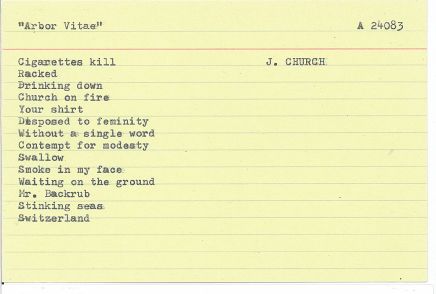 "Arbor Vitae" A 24083
Cigarettes kill J. CHURCH
Racked
Drinking down
Church on fire
Your shirt
Disposed to feminity
Without a single word
Contempt for modesty
Swallow
Smoke in my face
Waiting on the ground
Mr. Backrub
Stinking seas
Switzerland